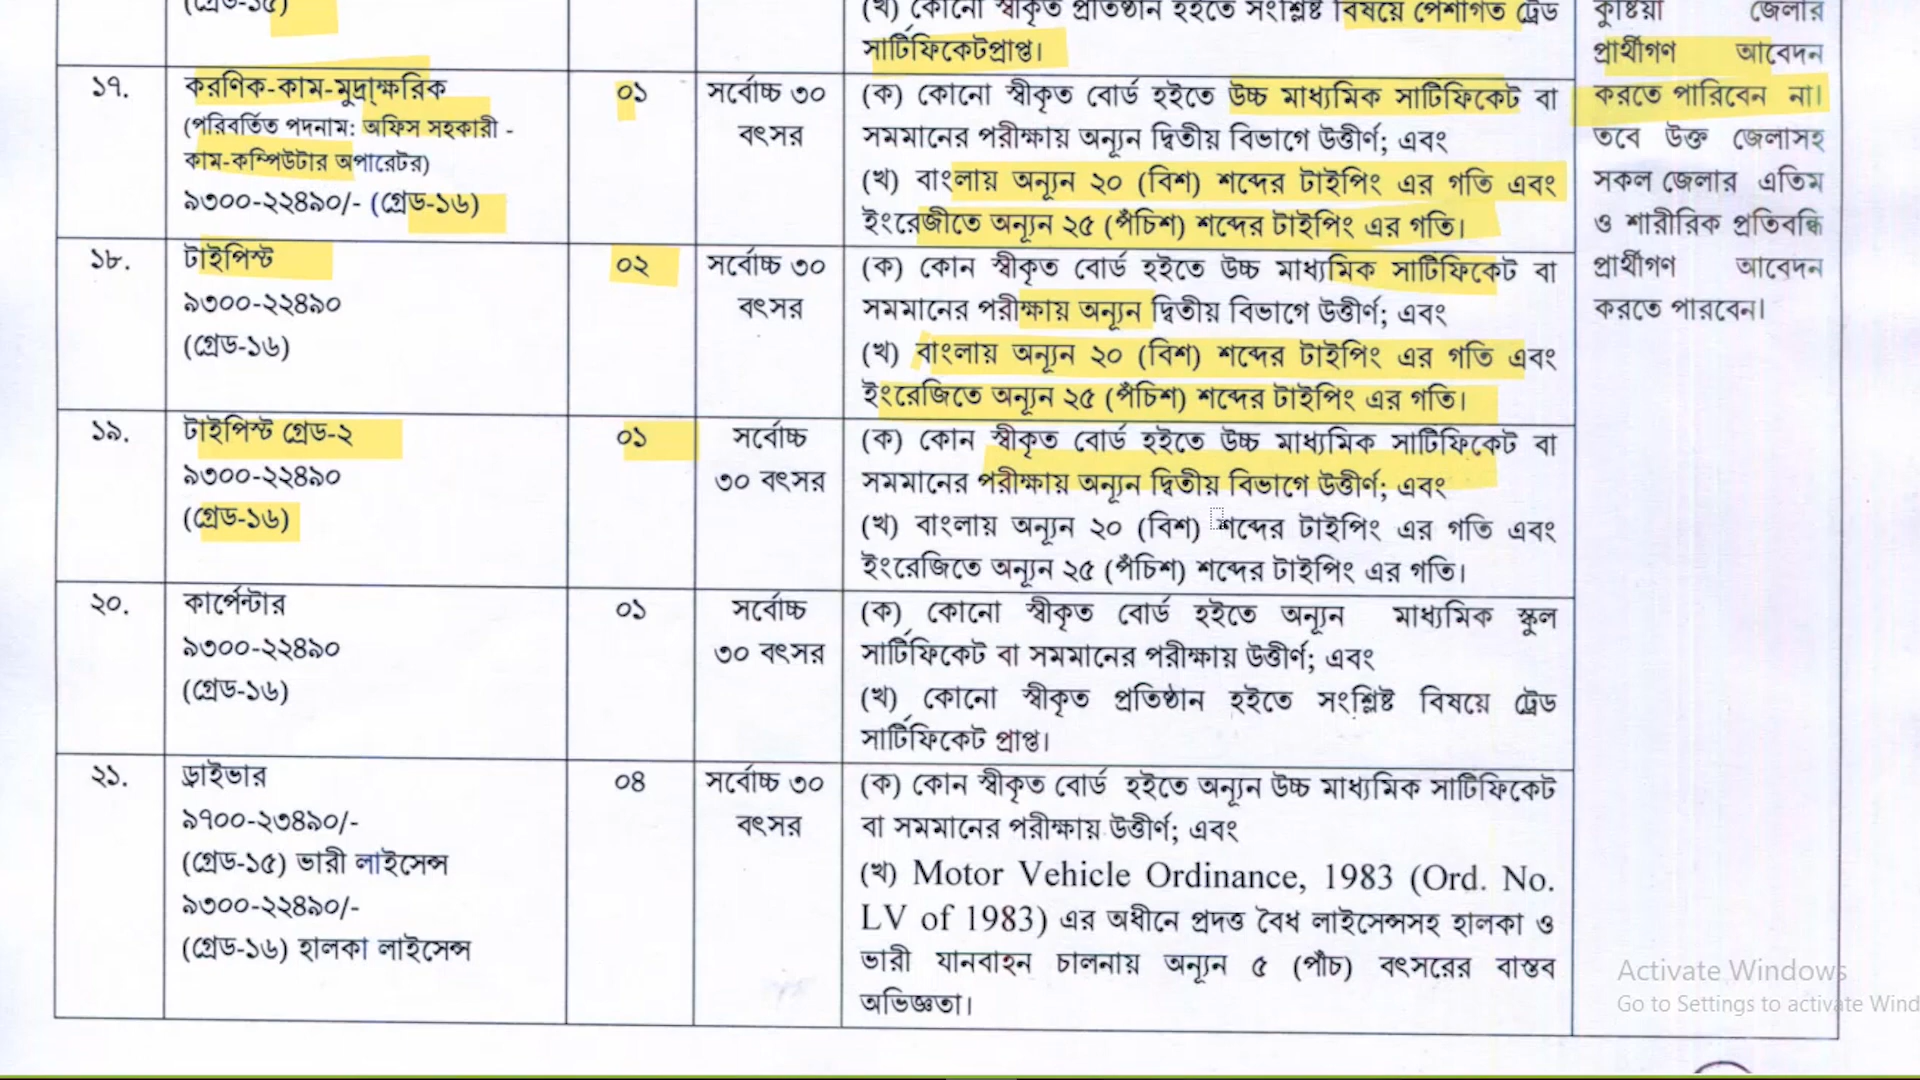 (গ্রেড-১৫)
(খ) কোনো স্বীকৃত প্রতিষ্ঠান হইতে সংশ্লিষ্ট বিষয়ে পেশাগত ট্রেড
সার্টিফিকেটপ্রাপ্ত।
কুষ্টিয়া জেলার
প্রার্থীগণ আবেদন
করতে পারিবেন না।
তবে উক্ত জেলাসহ
সকল জেলার এতিম
ও শারীরিক প্রতিবন্ধি
প্রার্থীগণ আবেদন
করতে পারবেন।
১৭.
করণিক-কাম-মুদ্রাক্ষরিক
(পরিবর্তিত পদনাম: অফিস সহকারী -
কাম-কম্পিউটার অপারেটর)
৯৩০০-২২৪৯০/- (গ্রেড-১৬)
০১
সর্বোচ্চ ৩০
বৎসর
(ক) কোনো স্বীকৃত বোর্ড হইতে উচ্চ মাধ্যমিক সার্টিফিকেট বা
সমমানের পরীক্ষায় অন্যূন দ্বিতীয় বিভাগে উত্তীর্ণ; এবং
(খ) বাংলায় অন্যূন ২০ (বিশ) শব্দের টাইপিং এর গতি এবং
ইংরেজীতে অন্যূন ২৫ (পঁচিশ) শব্দের টাইপিং এর গতি।
১৮.
টাইপিস্ট
৯৩০০-২২৪৯০
(গ্রেড-১৬)
০২
সর্বোচ্চ ৩০
বৎসর
(ক) কোন স্বীকৃত বোর্ড হইতে উচ্চ মাধ্যমিক সার্টিফিকেট বা
সমমানের পরীক্ষায় অন্যূন দ্বিতীয় বিভাগে উত্তীর্ণ; এবং
(খ) বাংলায় অন্যূন ২০ (বিশ) শব্দের টাইপিং এর গতি এবং
ইংরেজিতে অন্যূন ২৫ (পঁচিশ) শব্দের টাইপিং এর গতি।
১৯.
টাইপিস্ট গ্রেড-২
৯৩০০-২২৪৯০
(গ্রেড-১৬)
০১
সর্বোচ্চ
৩০ বৎসর
(ক) কোন স্বীকৃত বোর্ড হইতে উচ্চ মাধ্যমিক সার্টিফিকেট বা
সমমানের পরীক্ষায় অন্যূন দ্বিতীয় বিভাগে উত্তীর্ণ; এবং
(খ) বাংলায় অন্যূন ২০ (বিশ) শব্দের টাইপিং এর গতি এবং
ইংরেজিতে অন্যূন ২৫ (পঁচিশ) শব্দের টাইপিং এর গতি।
২০.
কার্পেন্টার
৯৩০০-২২৪৯০
(গ্রেড-১৬)
০১
সর্বোচ্চ
৩০ বৎসর
(ক) কোনো স্বীকৃত বোর্ড হইতে অন্যূন মাধ্যমিক স্কুল
সার্টিফিকেট বা সমমানের পরীক্ষায় উত্তীর্ণ; এবং
(খ) কোনো স্বীকৃত প্রতিষ্ঠান হইতে সংশ্লিষ্ট বিষয়ে ট্রেড
সার্টিফিকেট প্রাপ্ত।
২১.
ড্রাইভার
৯৭০০-২৩৪৯০/-
(গ্রেড-১৫) ভারী লাইসেন্স
৯৩০০-২২৪৯০/-
(গ্রেড-১৬) হালকা লাইসেন্স
০৪
সর্বোচ্চ ৩০
বৎসর
(ক) কোন স্বীকৃত বোর্ড হইতে অন্যূন উচ্চ মাধ্যমিক সার্টিফিকেট
বা সমমানের পরীক্ষায় উত্তীর্ণ; এবং
(খ) Motor Vehicle Ordinance, 1983 (Ord. No.
LV of 1983) এর অধীনে প্রদত্ত বৈধ লাইসেন্সসহ হালকা ও
ভারী যানবাহন চালনায় অন্যূন ৫ (পাঁচ) বৎসরের বাস্তব
অভিজ্ঞতা।
Activate Windows
Go to Settings to activate Wind